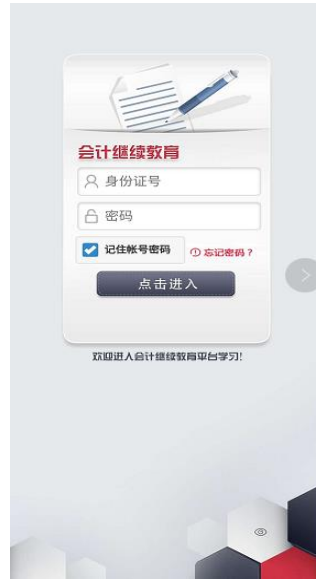 会计继续教育
身份证号
密码
记住帐号密码
忘记密码？
点击进入
欢迎进入会计继续教育平台学习!